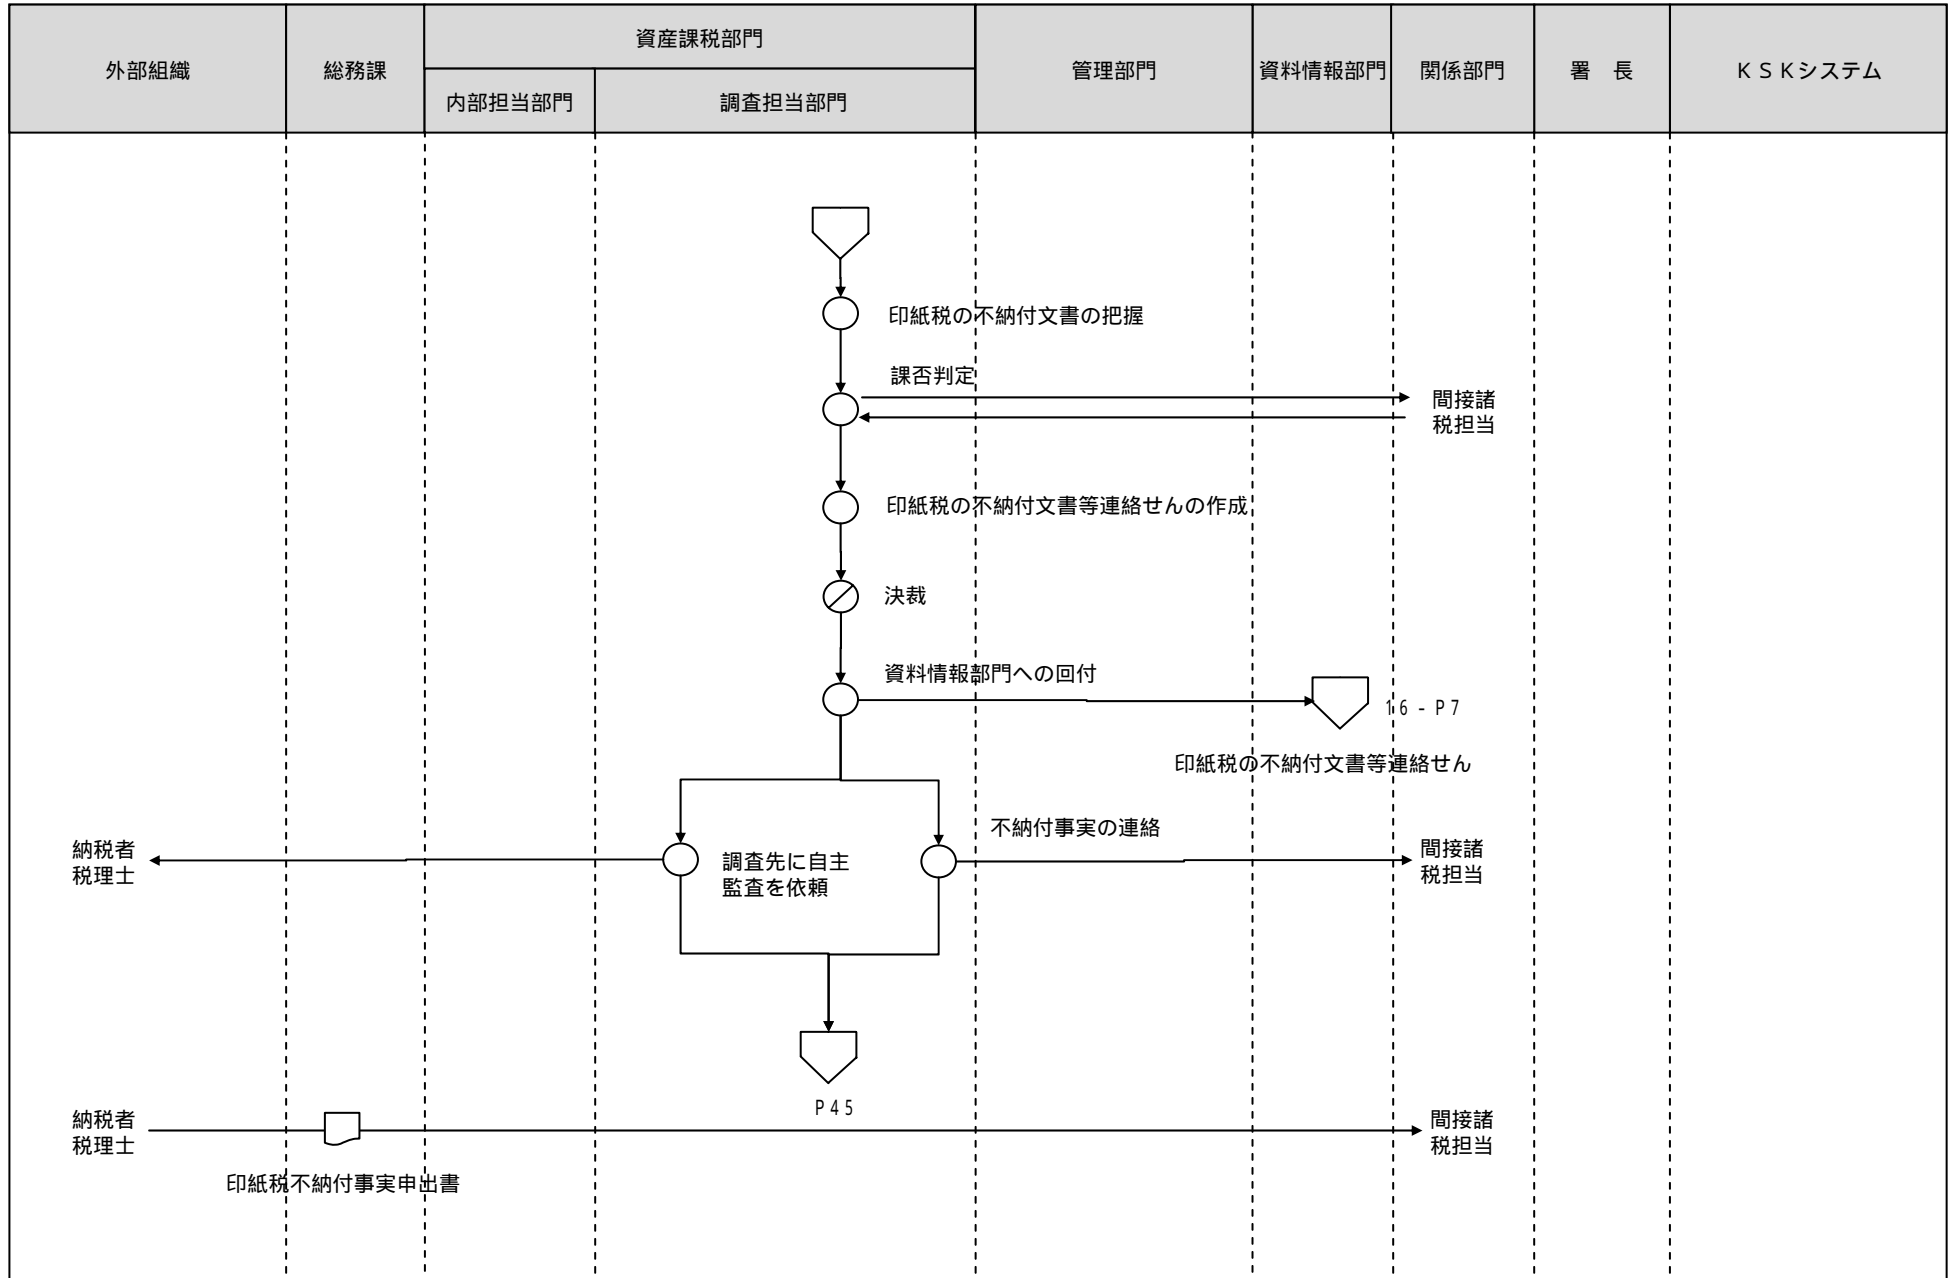 外部組織
総務課
資産課税部門
内部担当部門
調査担当部門
管理部門
資料情報部門
関係部門
署　長
ＫＳＫシステム
印紙税の不納付文書の把握
課否判定
間接諸
税担当
印紙税の不納付文書等連絡せんの作成
決裁
資料情報部門への回付
16-P7
印紙税の不納付文書等連絡せん
不納付事実の連絡
納税者
税理士
調査先に自主
監査を依頼
間接諸
税担当
P45
納税者
税理士
間接諸
税担当
印紙税不納付事実申出書